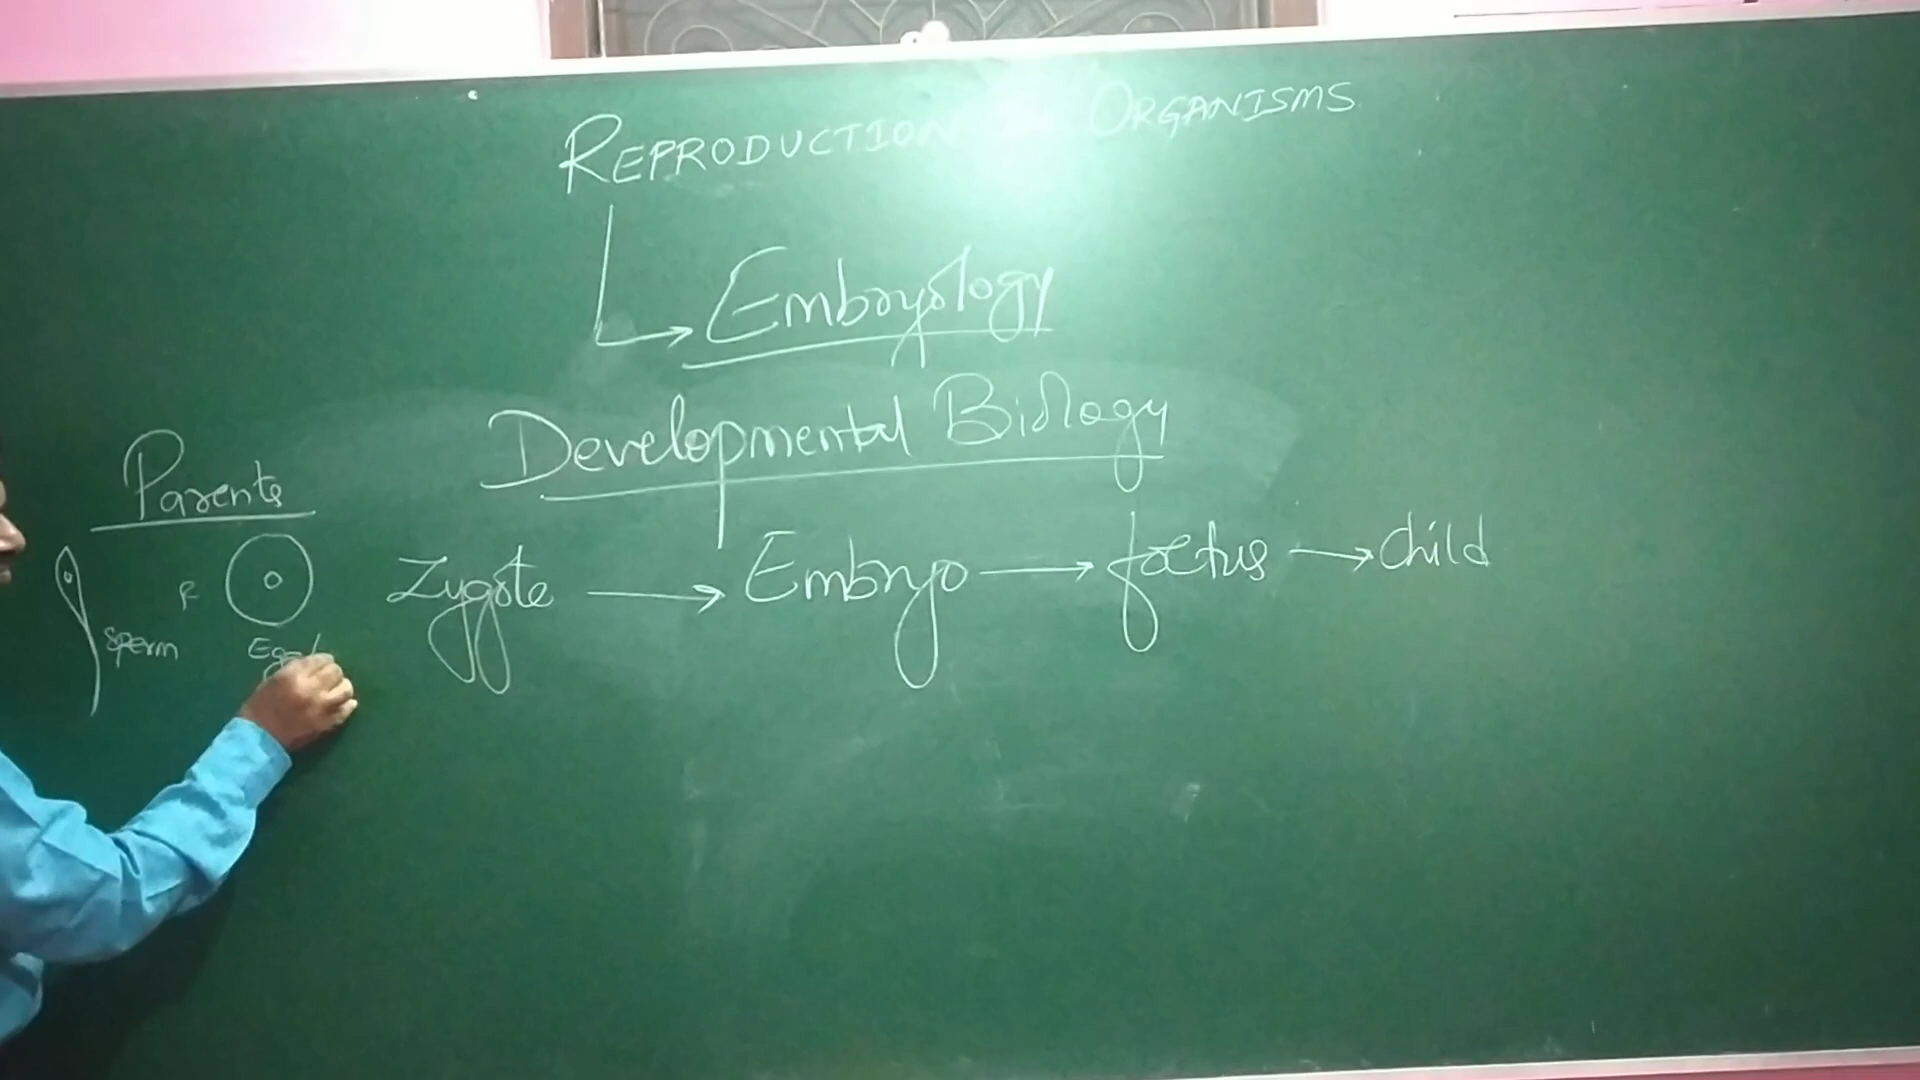 REPRODUCTION ORGANISMS
Embryology
Developmental Biology
Parents
Zygote → Embryo → foetus → child
sperm